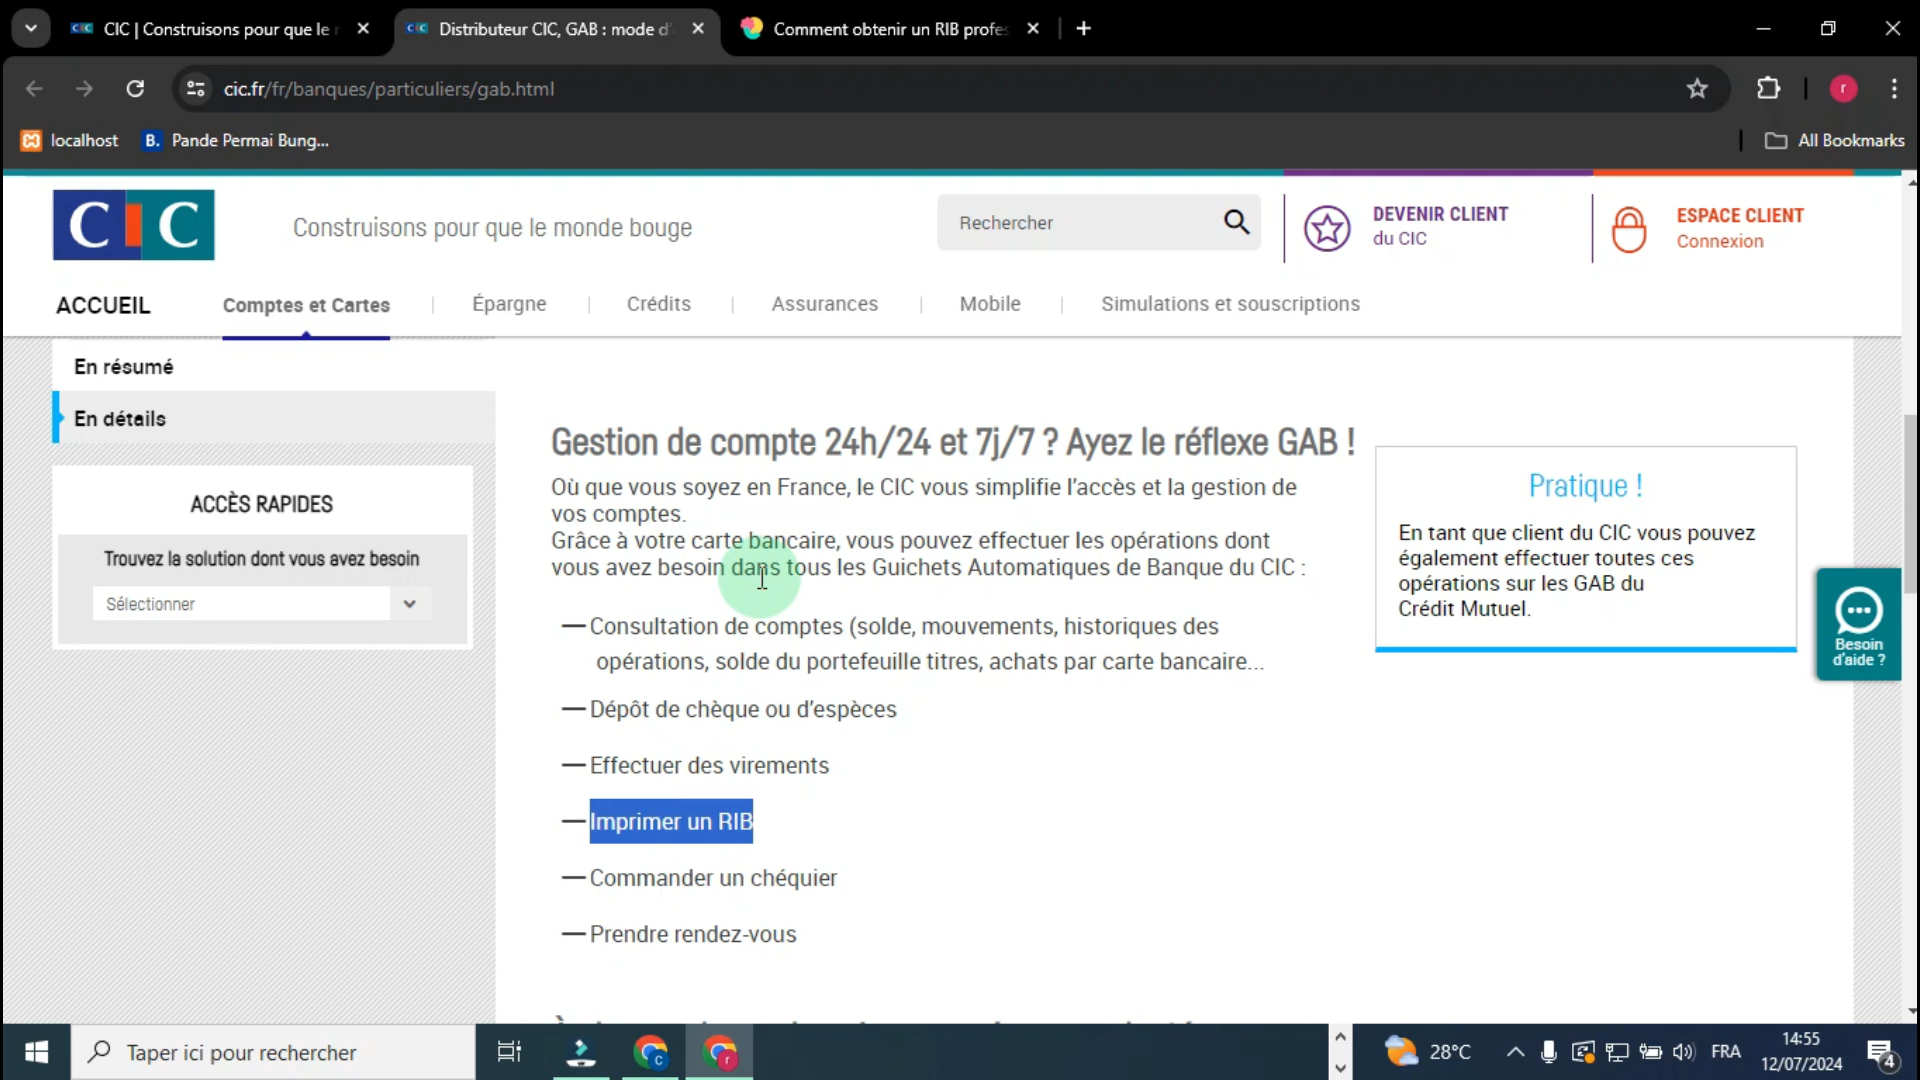 CIC | Construisons pour que le
Distributeur CIC, GAB : mode d'
Comment obtenir un RIB profes
cic.fr/fr/banques/particuliers/gab.html
r
localhost
B. Pande Permai Bung...
All Bookmarks
CIC
Construisons pour que le monde bouge
Rechercher
DEVENIR CLIENT
du CIC
ESPACE CLIENT
Connexion
ACCUEIL
Comptes et Cartes
Épargne
Crédits
Assurances
Mobile
Simulations et souscriptions
En résumé
En détails
ACCÈS RAPIDES
Trouvez la solution dont vous avez besoin
Sélectionner
Gestion de compte 24h/24 et 7j/7 ? Ayez le réflexe GAB !
Où que vous soyez en France, le CIC vous simplifie l'accès et la gestion de
vos comptes.
Grâce à votre carte bancaire, vous pouvez effectuer les opérations dont
vous avez besoin dans tous les Guichets Automatiques de Banque du CIC :
— Consultation de comptes (solde, mouvements, historiques des
opérations, solde du portefeuille titres, achats par carte bancaire...
— Dépôt de chèque ou d'espèces
— Effectuer des virements
— Imprimer un RIB
— Commander un chéquier
— Prendre rendez-vous
Pratique !
En tant que client du CIC vous pouvez
également effectuer toutes ces
opérations sur les GAB du
Crédit Mutuel.
Besoin
d'aide ?
Taper ici pour rechercher
28°C
FRA
14:55
12/07/2024
4